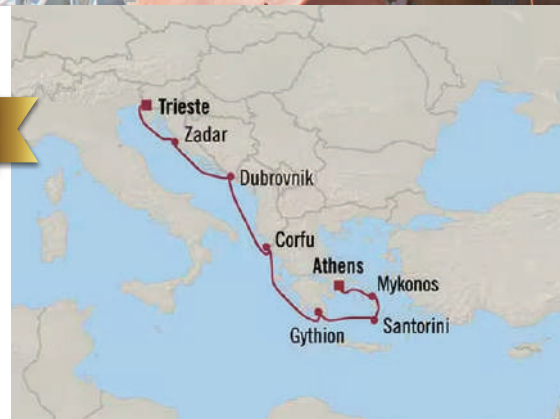 Trieste
Zadar
Dubrovnik
Corfu
Athens
Mykonos
Gythion
Santorini